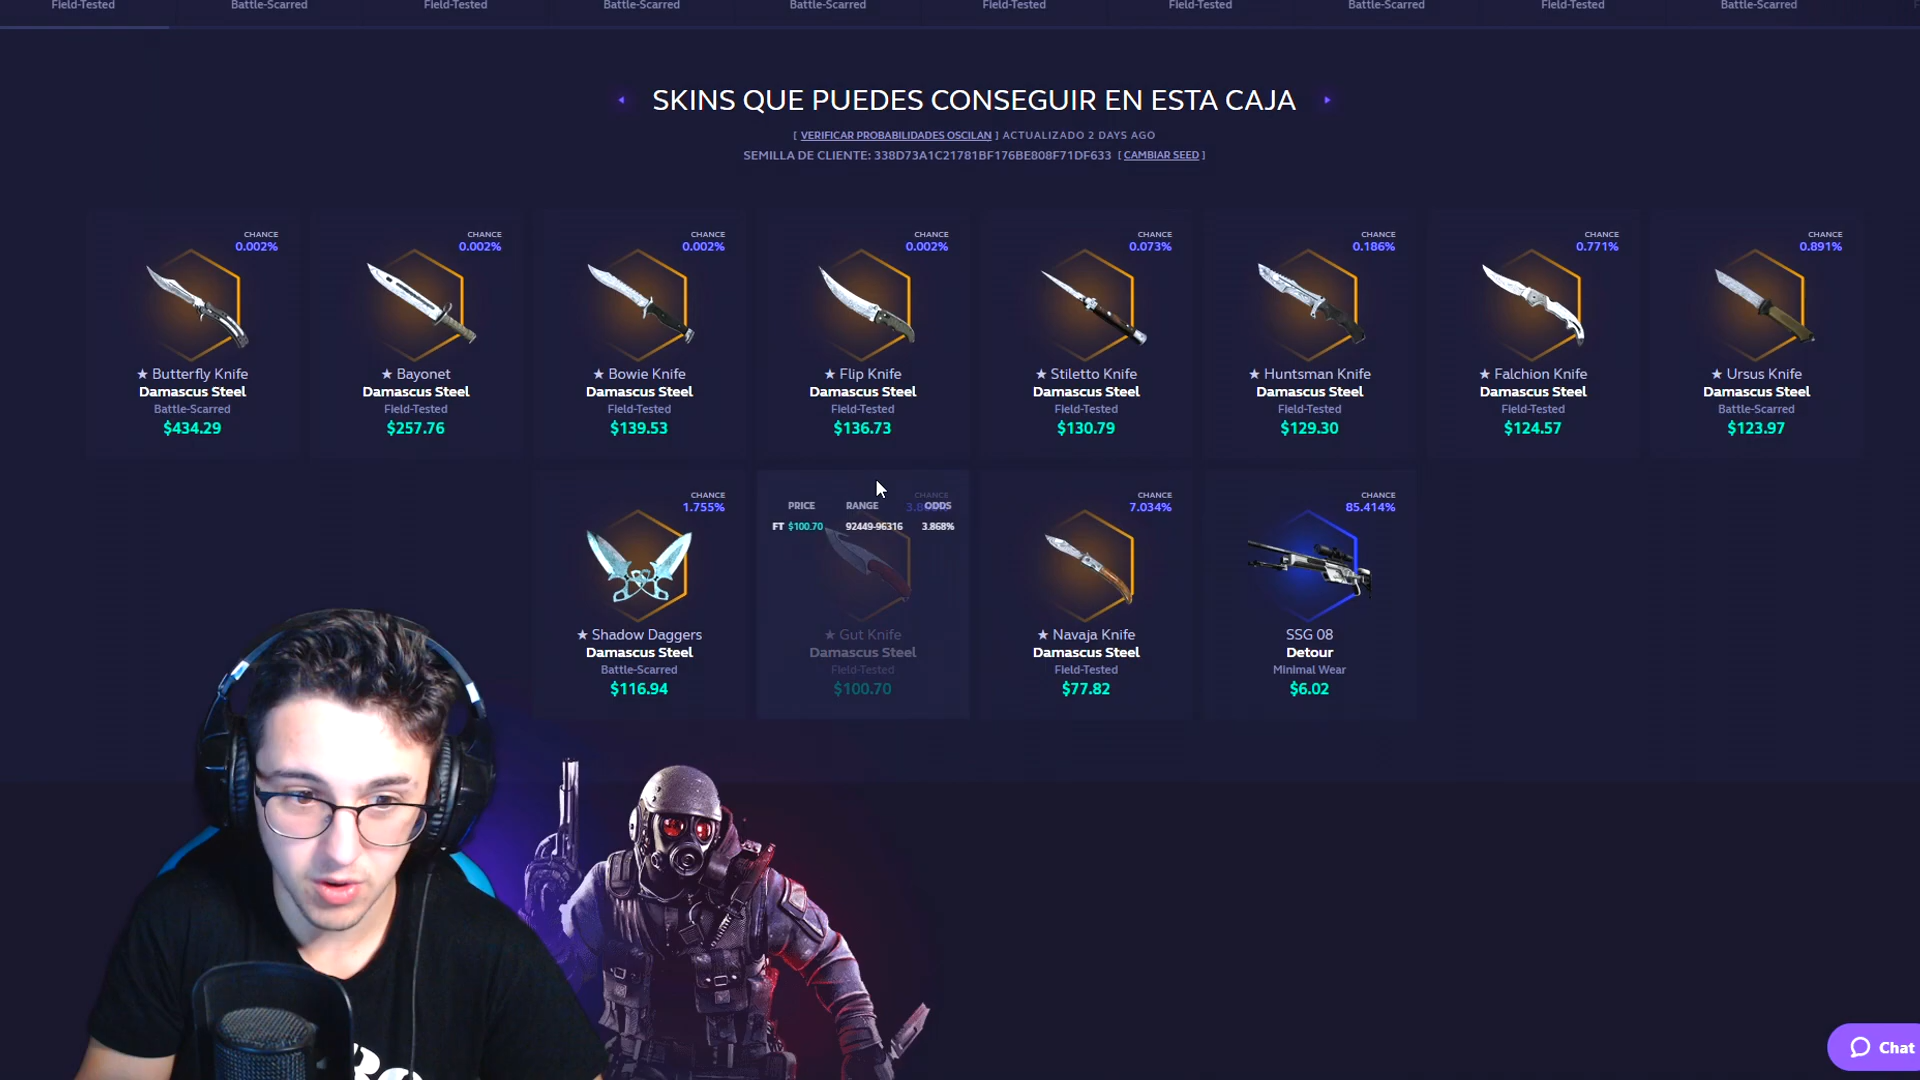 Field-Tested Battle-Scarred Field-Tested Battle-Scarred Battle-Scarred Field-Tested Field-Tested Battle-Scarred Field-Tested Battle-Scarred
SKINS QUE PUEDES CONSEGUIR EN ESTA CAJA
[ VERIFICAR PROBABILIDADES OSCILAN ] ACTUALIZADO 2 DAYS AGO
SEMILLA DE CLIENTE: 338D73A1C21781BF176BE808F71DF633 [ CAMBIAR SEED ]
CHANCE
0.002%
★ Butterfly Knife
Damascus Steel
Battle-Scarred
$434.29
CHANCE
0.002%
★ Bayonet
Damascus Steel
Field-Tested
$257.76
CHANCE
0.002%
★ Bowie Knife
Damascus Steel
Field-Tested
$139.53
CHANCE
0.002%
★ Flip Knife
Damascus Steel
Field-Tested
$136.73
CHANCE
0.073%
★ Stiletto Knife
Damascus Steel
Field-Tested
$130.79
CHANCE
0.186%
★ Huntsman Knife
Damascus Steel
Field-Tested
$129.30
CHANCE
0.771%
★ Falchion Knife
Damascus Steel
Field-Tested
$124.57
CHANCE
0.891%
★ Ursus Knife
Damascus Steel
Battle-Scarred
$123.97
CHANCE
1.755%
★ Shadow Daggers
Damascus Steel
Battle-Scarred
$116.94
CHANCE
PRICE RANGE ODDS
FT $100.70 92449-96316 3.868%
★ Gut Knife
Damascus Steel
Field-Tested
$100.70
CHANCE
7.034%
★ Navaja Knife
Damascus Steel
Field-Tested
$77.82
CHANCE
85.414%
SSG 08
Detour
Minimal Wear
$6.02
Chat